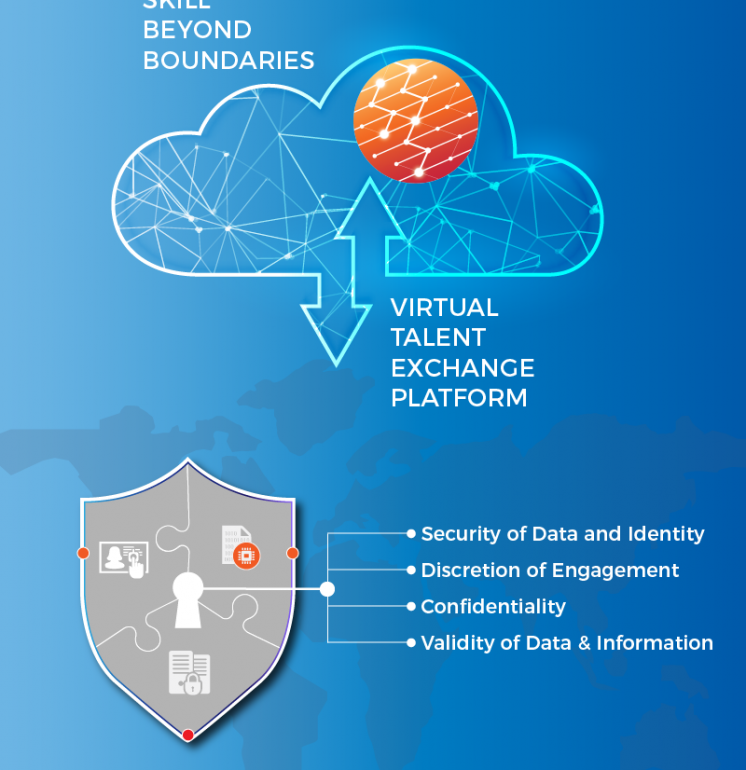 SKILL
BEYOND
BOUNDARIES
VIRTUAL
TALENT
EXCHANGE
PLATFORM
Security of Data and Identity
Discretion of Engagement
Confidentiality
Validity of Data & Information